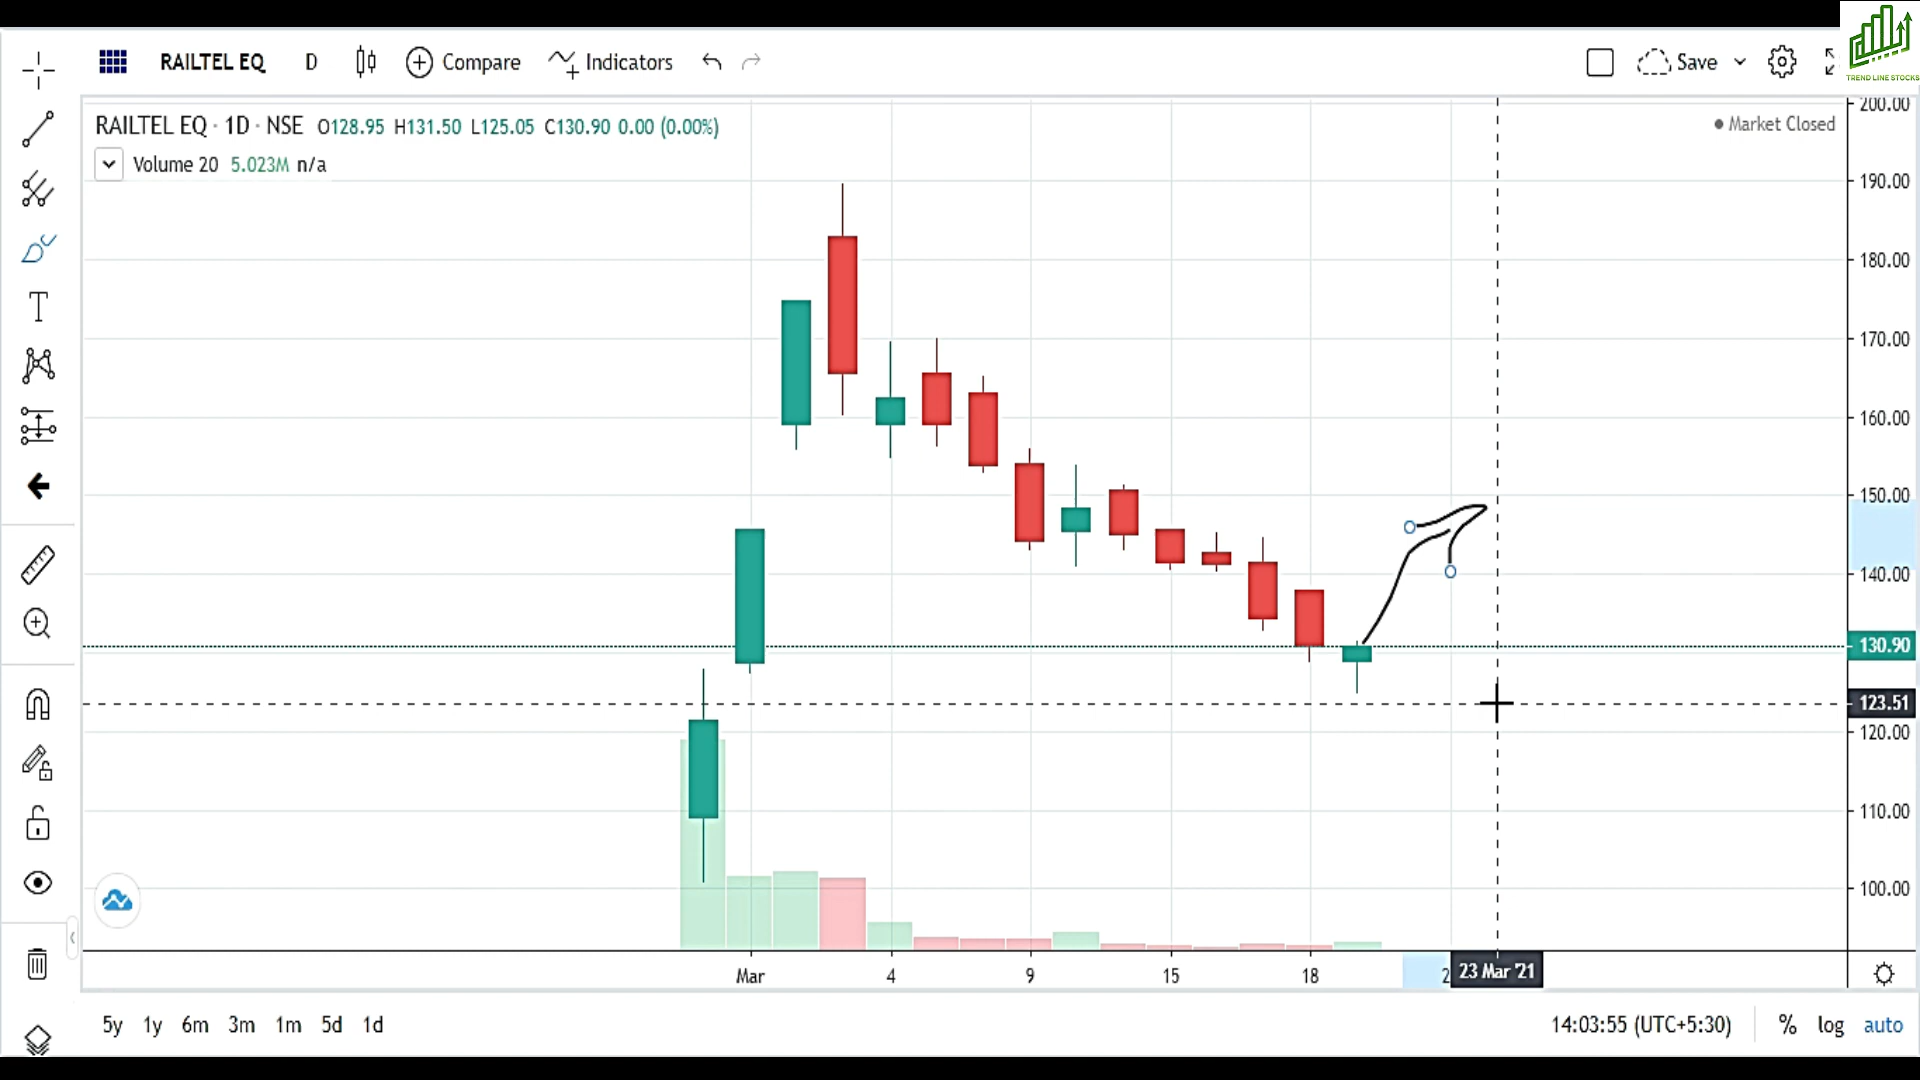 RAILTEL EQ D Compare Indicators Save
TREND LINE STOCKS
RAILTEL EQ · 1D · NSE O128.95 H131.50 L125.05 C130.90 0.00 (0.00%)
Market Closed
Volume 20 5.023M n/a
200.00
190.00
180.00
170.00
160.00
150.00
140.00
130.90
123.51
120.00
110.00
100.00
Mar 4 9 15 18 2 23 Mar '21
5y 1y 6m 3m 1m 5d 1d 14:03:55 (UTC+5:30) % log auto